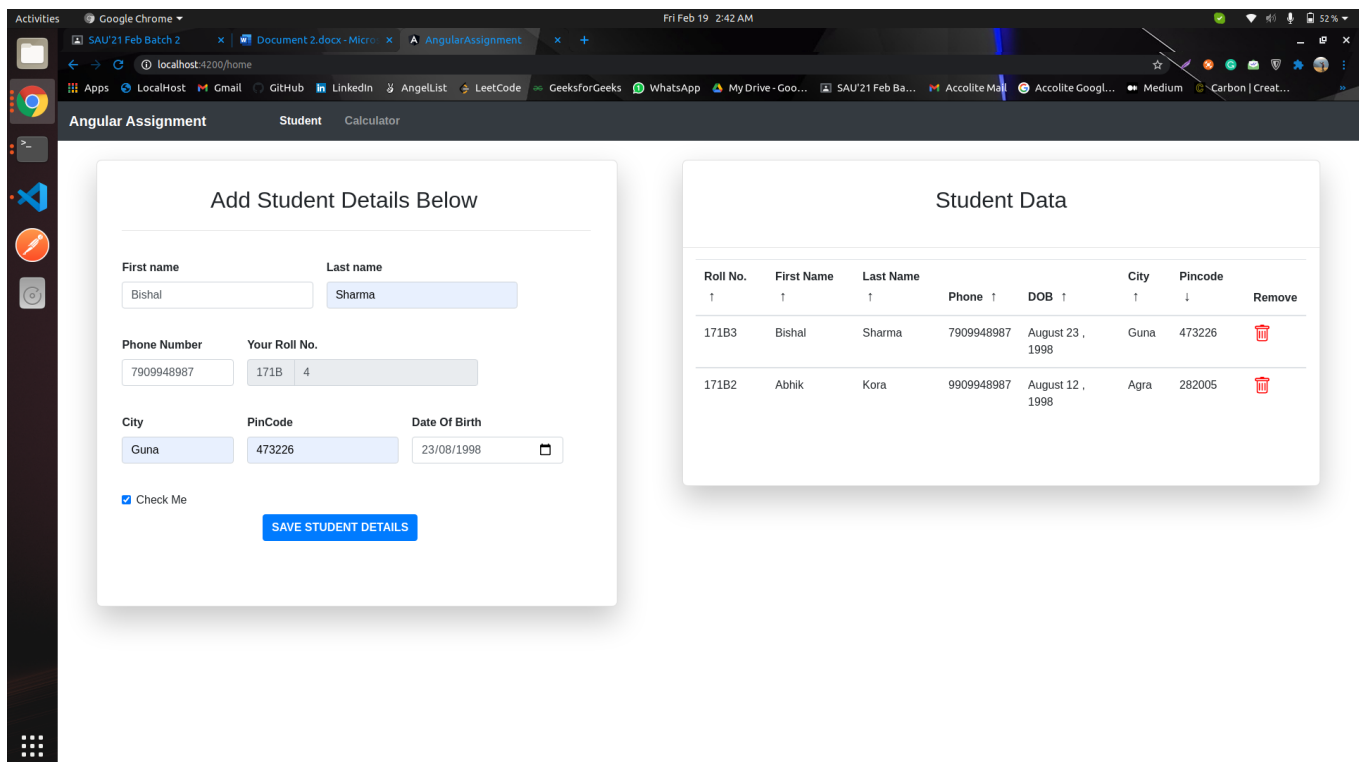 Activities Google Chrome ▾ Fri Feb 19 2:42 AM 52 % ▾
SAU'21 Feb Batch 2 × Document 2.docx - Micro × AngularAssignment × +
localhost:4200/home
Apps LocalHost Gmail GitHub LinkedIn AngelList LeetCode GeeksforGeeks WhatsApp My Drive - Goo... SAU'21 Feb Ba... Accolite Mail Accolite Googl... Medium Carbon | Creat... »
Angular Assignment Student Calculator
Add Student Details Below
First name Last name
Bishal Sharma
Phone Number Your Roll No.
7909948987 171B 4
City PinCode Date Of Birth
Guna 473226 23/08/1998
Check Me
SAVE STUDENT DETAILS
Student Data
Roll No. First Name Last Name City Pincode
↑ ↑ ↑ Phone ↑ DOB ↑ ↑ ↓ Remove
171B3 Bishal Sharma 7909948987 August 23 , Guna 473226
1998
171B2 Abhik Kora 9909948987 August 12 , Agra 282005
1998